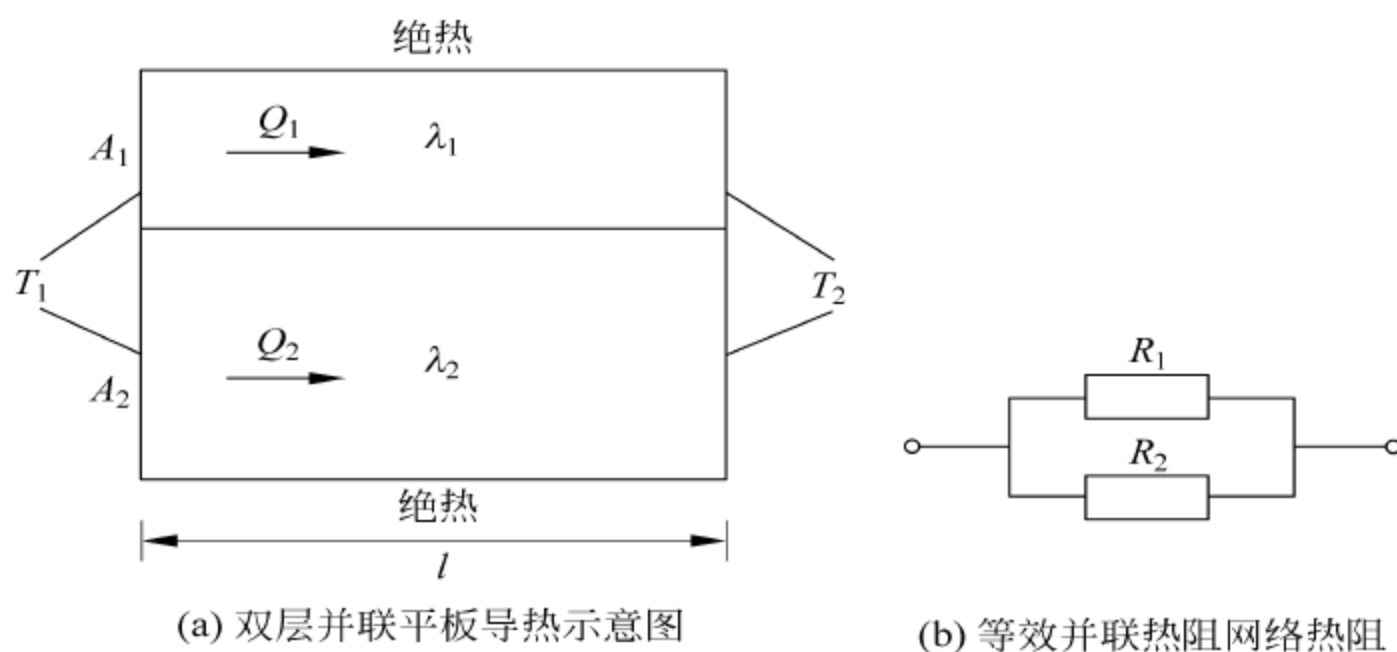 绝热
Q₁
λ₁
A₁
T₁
T₂
Q₂
λ₂
A₂
绝热
l
(a) 双层并联平板导热示意图
R₁
R₂
(b) 等效并联热阻网络热阻